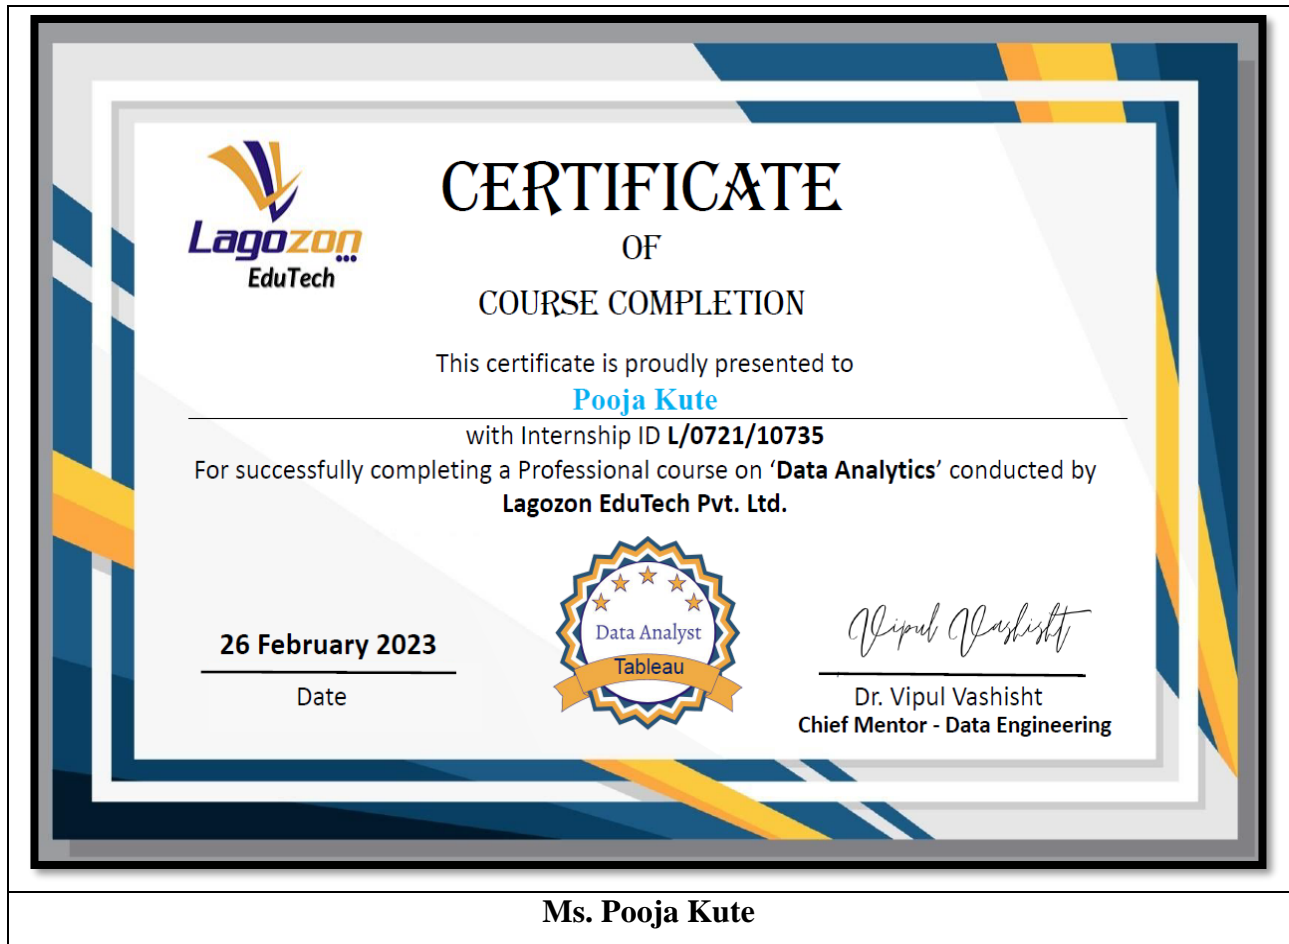 Lagozon
EduTech
CERTIFICATE
OF
COURSE COMPLETION
This certificate is proudly presented to
Pooja Kute
with Internship ID L/0721/10735
For successfully completing a Professional course on ‘Data Analytics’ conducted by
Lagozon EduTech Pvt. Ltd.
Data Analyst
Tableau
26 February 2023
Date
Vipul Vashisht
Dr. Vipul Vashisht
Chief Mentor - Data Engineering
Ms. Pooja Kute